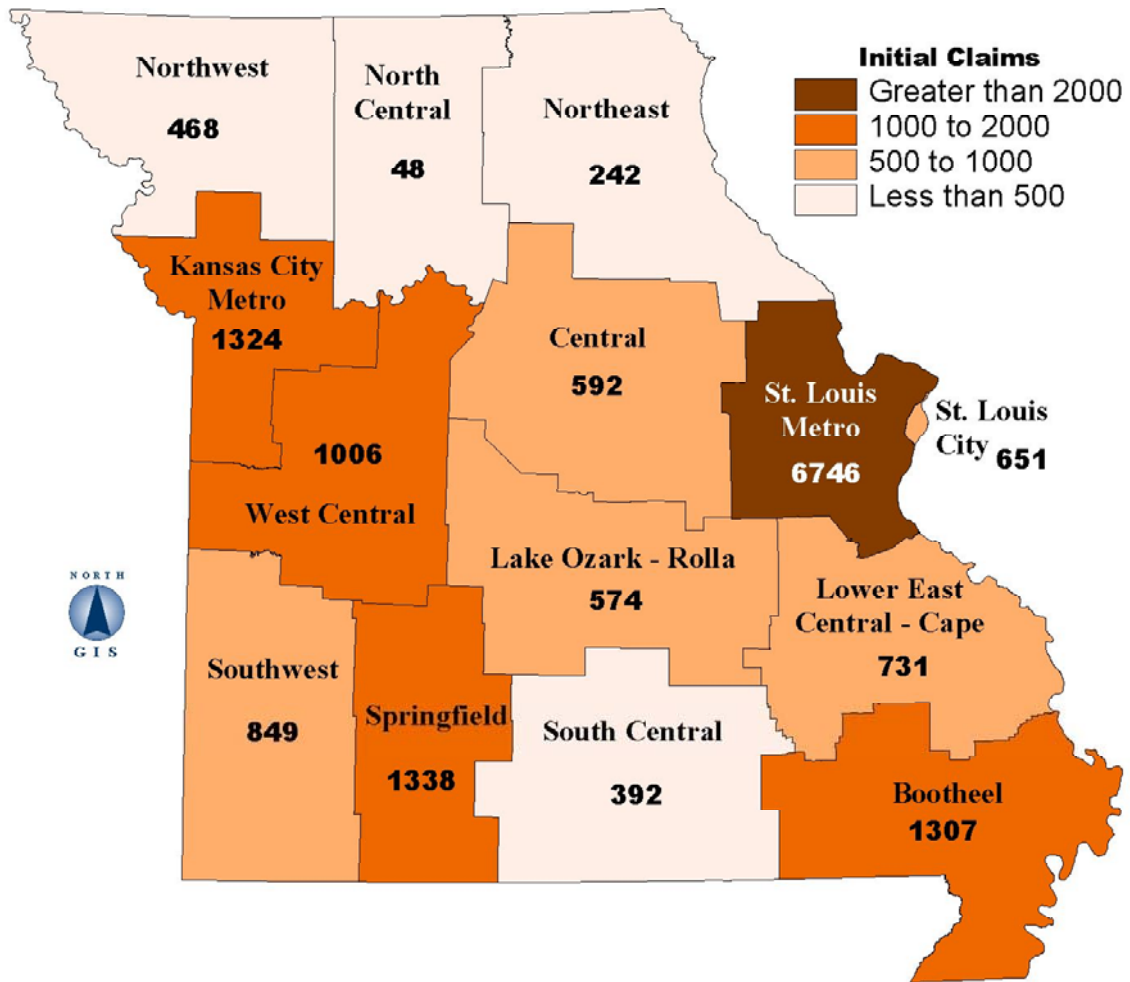 Initial Claims
Greater than 2000
1000 to 2000
500 to 1000
Less than 500
Northwest
468
North
Central
48
Northeast
242
Kansas City
Metro
1324
Central
592
St. Louis
Metro
6746
St. Louis
City 651
1006
West Central
Lake Ozark - Rolla
574
Lower East
Central - Cape
731
NORTH
GIS
Southwest
849
Springfield
1338
South Central
392
Bootheel
1307